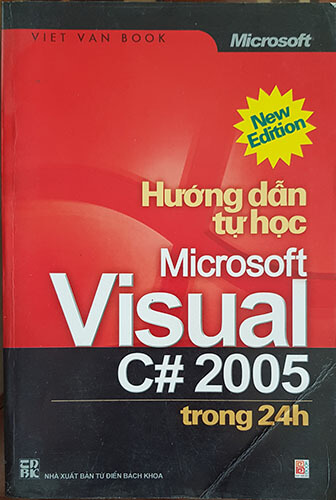 VIET VAN BOOK
Microsoft
New
Edition
Hướng dẫn
tự học
Microsoft
Visual
C# 2005
trong 24h
TĐBK
NHÀ XUẤT BẢN TỪ ĐIỂN BÁCH KHOA